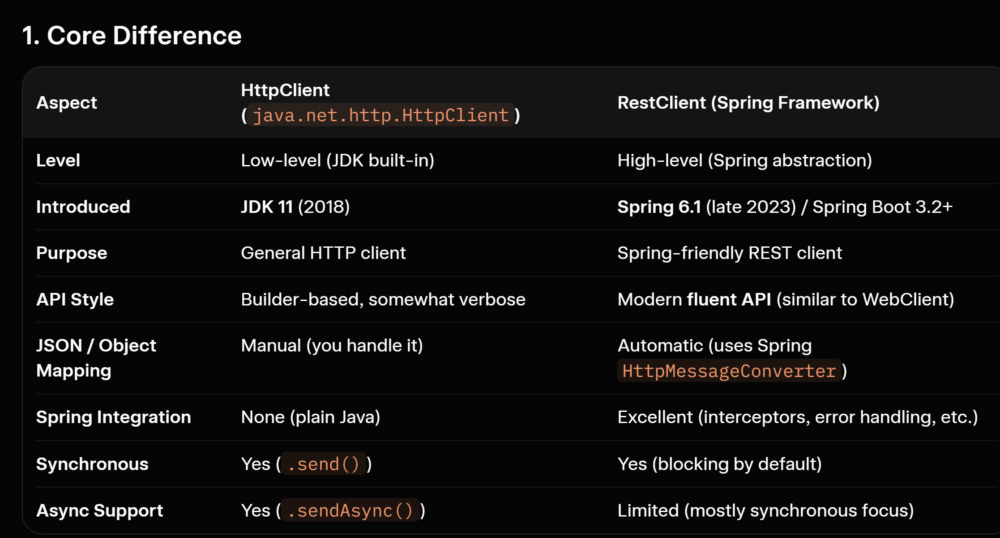 1. Core Difference
Aspect
HttpClient
(java.net.http.HttpClient)
RestClient (Spring Framework)
Level
Low-level (JDK built-in)
High-level (Spring abstraction)
Introduced
JDK 11 (2018)
Spring 6.1 (late 2023) / Spring Boot 3.2+
Purpose
General HTTP client
Spring-friendly REST client
API Style
Builder-based, somewhat verbose
Modern fluent API (similar to WebClient)
JSON / Object
Mapping
Manual (you handle it)
Automatic (uses Spring
HttpMessageConverter)
Spring Integration
None (plain Java)
Excellent (interceptors, error handling, etc.)
Synchronous
Yes (.send())
Yes (blocking by default)
Async Support
Yes (.sendAsync())
Limited (mostly synchronous focus)